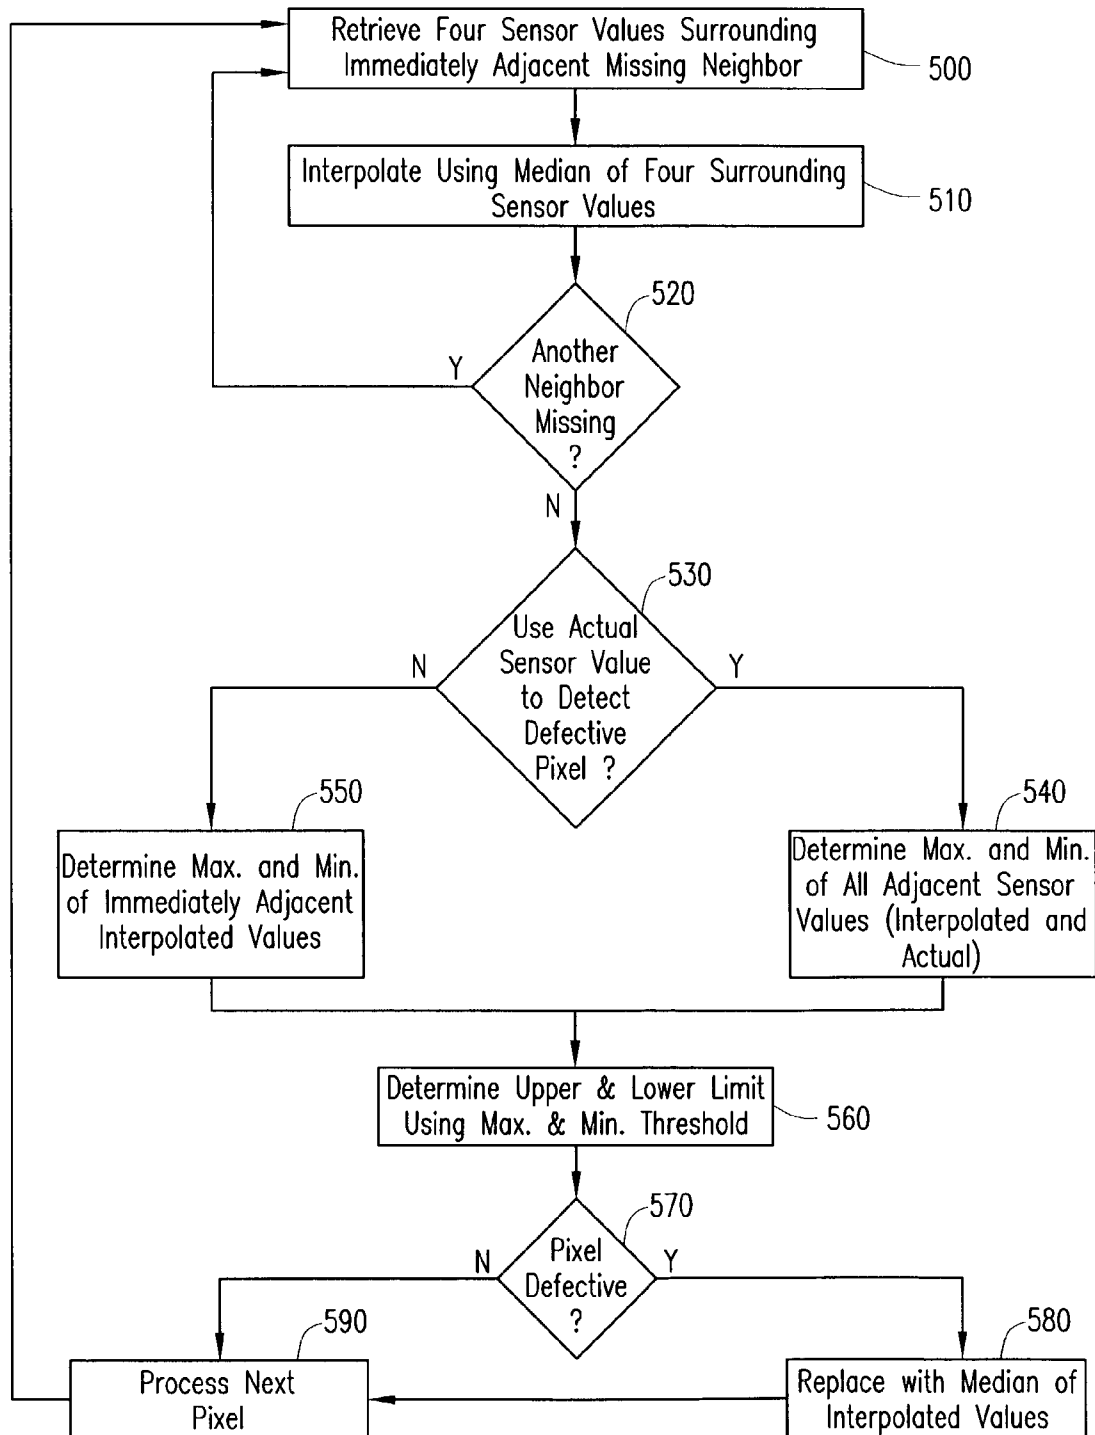 Retrieve Four Sensor Values Surrounding
Immediately Adjacent Missing Neighbor
500
Interpolate Using Median of Four Surrounding
Sensor Values
510
520
Another
Neighbor
Missing
?
Y
N
530
Use Actual
Sensor Value
to Detect
Defective
Pixel ?
N
Y
550
Determine Max. and Min.
of Immediately Adjacent
Interpolated Values
540
Determine Max. and Min.
of All Adjacent Sensor
Values (Interpolated and
Actual)
Determine Upper & Lower Limit
Using Max. & Min. Threshold
560
570
Pixel
Defective
?
N
Y
590
Process Next
Pixel
580
Replace with Median of
Interpolated Values